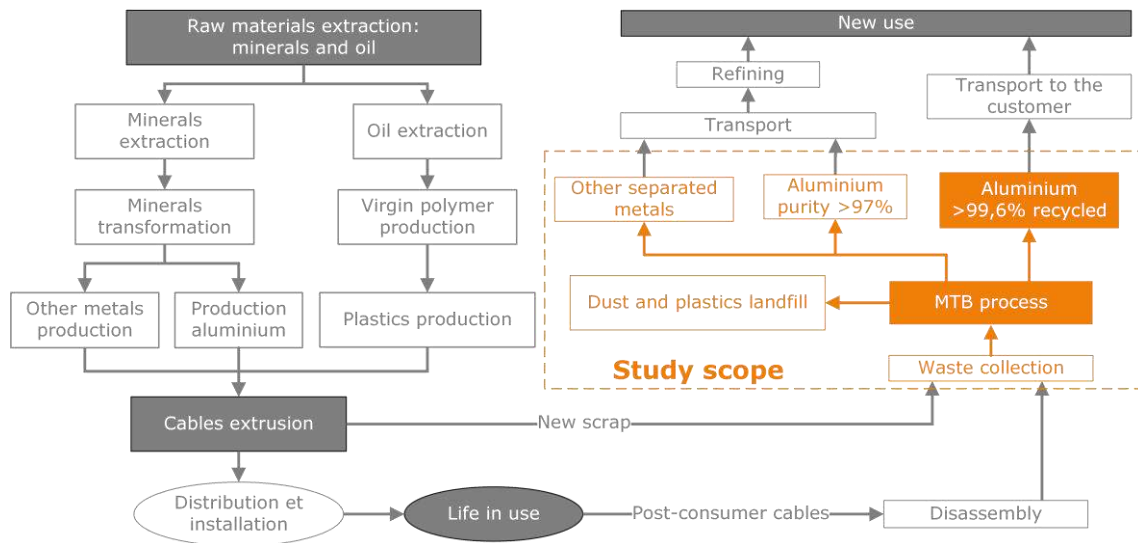 Raw materials extraction:
minerals and oil
Minerals
extraction
Oil extraction
Minerals
transformation
Virgin polymer
production
Other metals
production
Production
aluminium
Plastics production
Cables extrusion
New scrap
Distribution et
installation
Life in use
Post-consumer cables
Disassembly
New use
Refining
Transport to the
customer
Transport
Other separated
metals
Aluminium
purity >97%
Aluminium
>99,6% recycled
Dust and plastics landfill
MTB process
Study scope
Waste collection